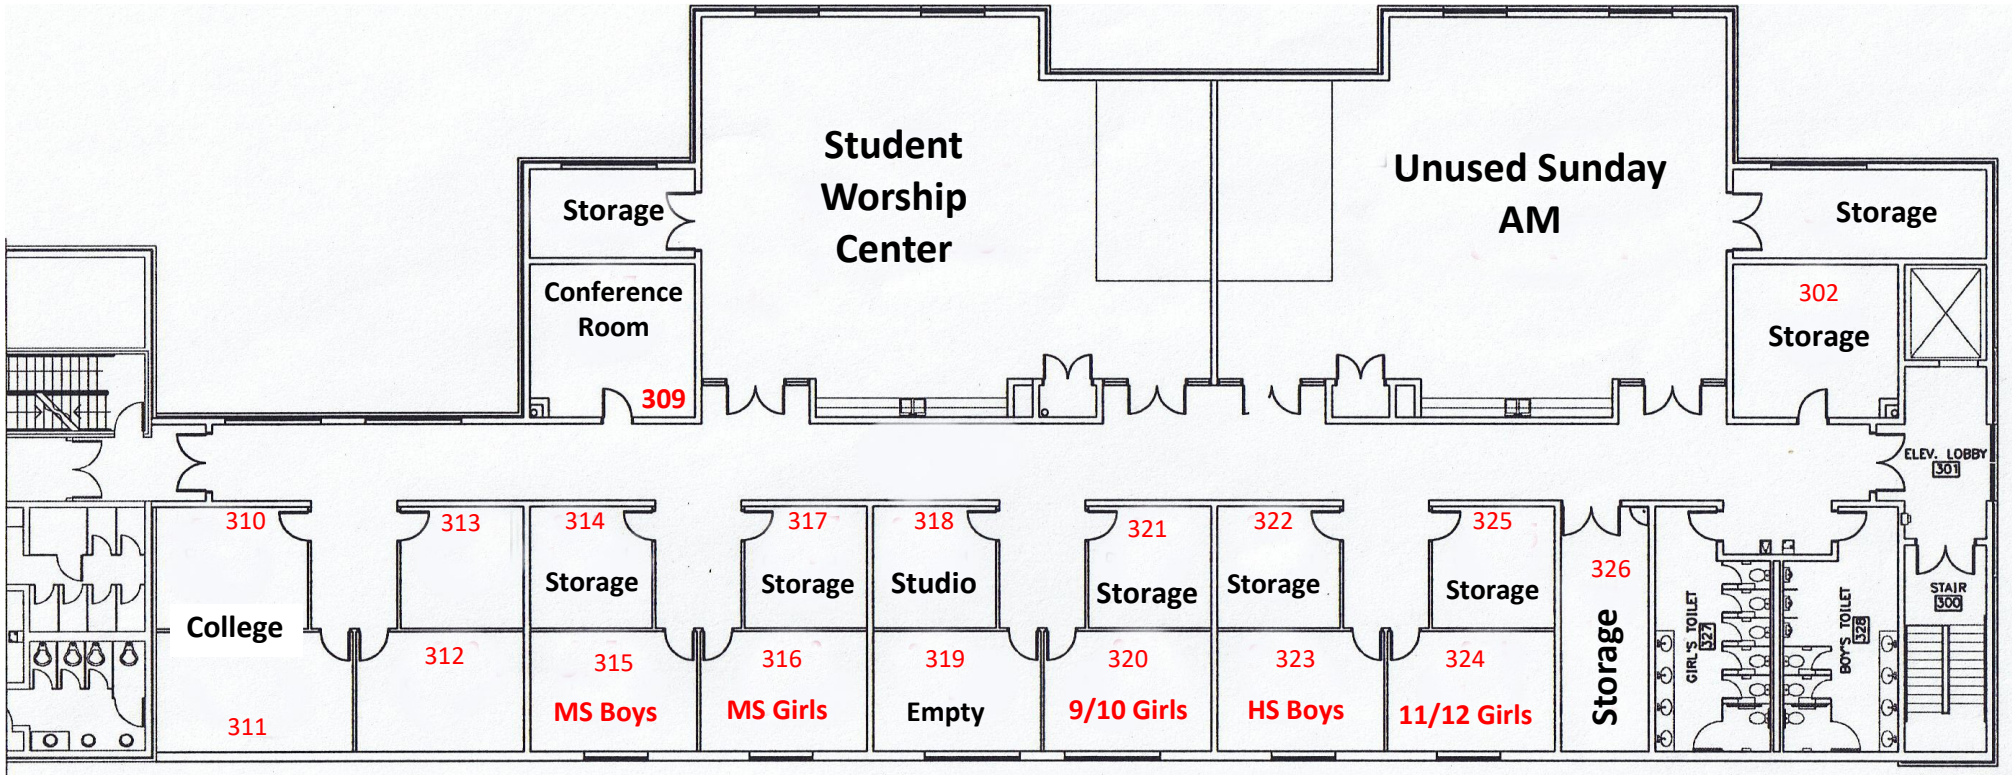 Student
Worship
Center
Unused Sunday
AM
Storage
Storage
Conference
Room
309
302
Storage
ELEV. LOBBY
301
310
313
314
317
318
321
322
325
326
Storage
Storage
Studio
Storage
Storage
Storage
College
311
312
315
316
319
320
323
324
MS Boys
MS Girls
Empty
9/10 Girls
HS Boys
11/12 Girls
Storage
GIRL'S TOILET
327
BOY'S TOILET
328
STAIR
300